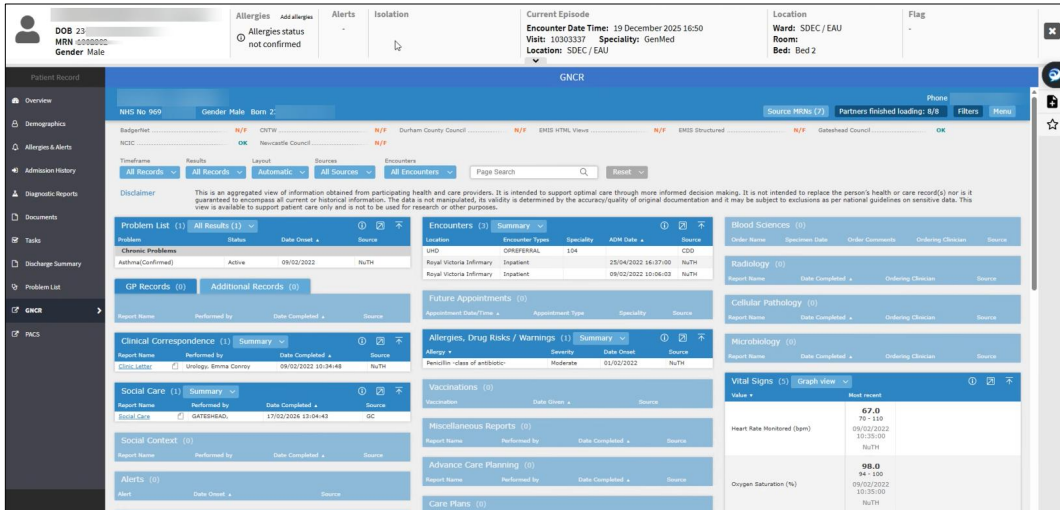 Allergies Add allergies
Allergies status
not confirmed
Alerts
-
Isolation
Current Episode
Encounter Date Time: 19 December 2025 16:50
Visit: 10303337 Speciality: GenMed
Location: SDEC / EAU
Location
Ward: SDEC / EAU
Room:
Bed: Bed 2
Flag
-
DOB 23
MRN
Gender Male
Patient Record
Overview
Demographics
Allergies & Alerts
Admission History
Diagnostic Reports
Documents
Tasks
Discharge Summary
Problem List
GNCR
PACS
GNCR
Phone
NHS No 969 Gender Male Born 2
Source MRNs (7) Partners finished loading: 8/8 Filters Menu
BadgerNet N/F CNTW N/F Durham County Council N/F EMIS HTML Views N/F EMIS Structured N/F Gateshead Council OK
NCIC OK Newcastle Council N/F
Timeframe Results Layout Sources Encounters
All Records All Records Automatic All Sources All Encounters Page Search Reset
Disclaimer
This is an aggregated view of information obtained from participating health and care providers. It is intended to support optimal care through more informed decision making. It is not intended to replace the person's health or care record(s) nor is it
guaranteed to encompass all current or historical information. The data is not manipulated, its validity is determined by the accuracy/quality of original documentation and it may be subject to exclusions as per national guidelines on sensitive data. This
view is available to support patient care only and is not to be used for research or other purposes.
Problem List (1) All Results (1)
Problem Status Date Onset Source
Chronic Problems
Asthma(Confirmed) Active 09/02/2022 NuTH
GP Records (0) Additional Records (0)
Report Name Performed by Date Completed Source
Clinical Correspondence (1) Summary
Report Name Performed by Date Completed Source
Clinic Letter Urology, Emma Conroy 09/02/2022 10:34:48 NuTH
Social Care (1) Summary
Report Name Performed by Date Completed Source
Social Care GATESHEAD, 17/02/2026 13:04:43 GC
Social Context (0)
Report Name Performed by Date Completed Source
Alerts (0)
Alert Date Onset Source
Encounters (3) Summary
Location Encounter Types Speciality ADM Date Source
UHD OPREFERRAL 104 CDD
Royal Victoria Infirmary Inpatient 25/04/2022 16:37:00 NuTH
Royal Victoria Infirmary Inpatient 09/02/2022 10:06:03 NuTH
Future Appointments (0)
Appointment Date/Time Appointment Type Speciality Source
Allergies, Drug Risks / Warnings (1) Summary
Allergy Severity Date Onset Source
Penicillin -class of antibiotic- Moderate 01/02/2022 NuTH
Vaccinations (0)
Vaccination Date Given Source
Miscellaneous Reports (0)
Report Name Performed by Date Completed Source
Advance Care Planning (0)
Report Name Performed by Date Completed Source
Care Plans (0)
Blood Sciences (0)
Order Name Specimen Date Order Comments Ordering Clinician Source
Radiology (0)
Report Name Date Completed Ordering Clinician Source
Cellular Pathology (0)
Report Name Date Completed Ordering Clinician Source
Microbiology (0)
Report Name Date Completed Ordering Clinician Source
Vital Signs (5) Graph view
Value Most recent
Heart Rate Monitored (bpm)
67.0
70 - 110
09/02/2022
10:35:00
NuTH
Oxygen Saturation (%)
98.0
94 - 100
09/02/2022
10:35:00
NuTH